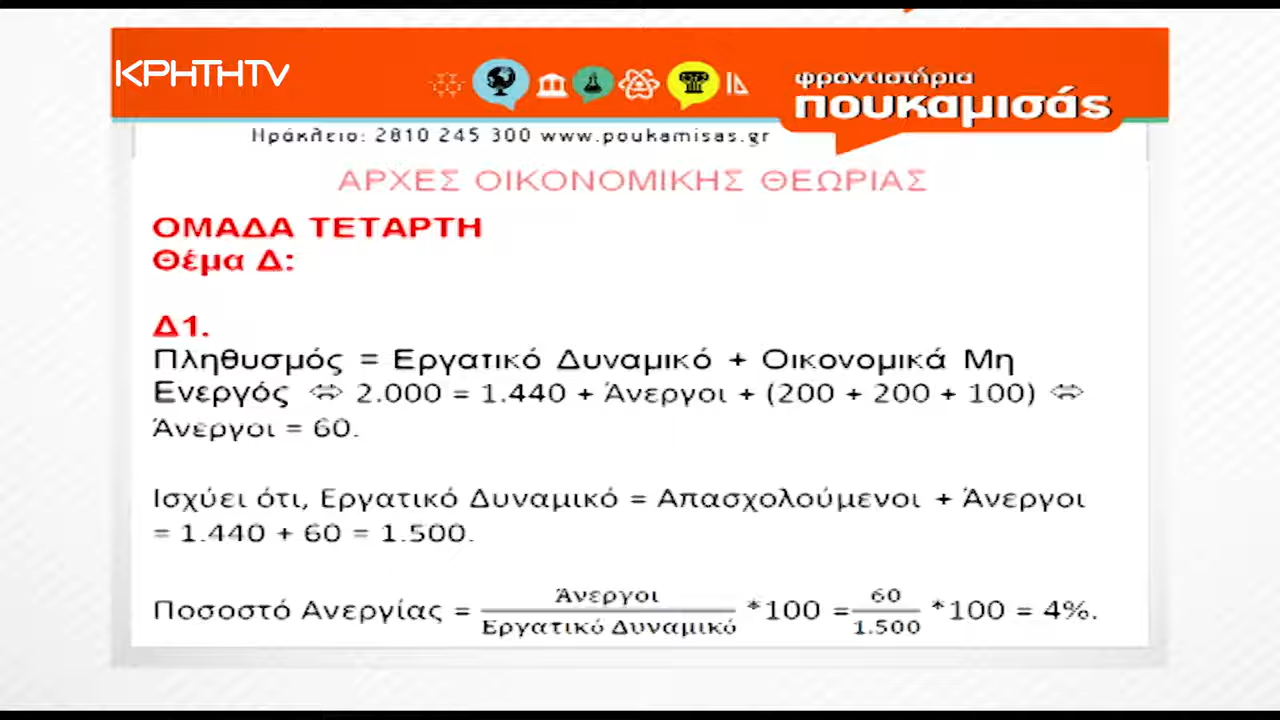 ΚΡΗΤΗTV
φροντιστήρια
πουκαμισάς
Ηράκλειο: 2810 245 300 www.poukamisas.gr
ΑΡΧΕΣ ΟΙΚΟΝΟΜΙΚΗΣ ΘΕΩΡΙΑΣ
ΟΜΑΔΑ ΤΕΤΑΡΤΗ
Θέμα Δ:
Δ1.
Πληθυσμός = Εργατικό Δυναμικό + Οικονομικά Μη
Ενεργός ⇔ 2.000 = 1.440 + Άνεργοι + (200 + 200 + 100) ⇔
Άνεργοι = 60.
Ισχύει ότι, Εργατικό Δυναμικό = Απασχολούμενοι + Άνεργοι
= 1.440 + 60 = 1.500.
Ποσοστό Ανεργίας = Άνεργοι / Εργατικό Δυναμικό *100 = 60 / 1.500 *100 = 4%.